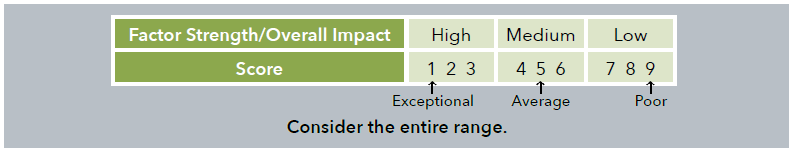 Factor Strength/Overall Impact High Medium Low
Score 1 2 3 4 5 6 7 8 9
Exceptional Average Poor
Consider the entire range.